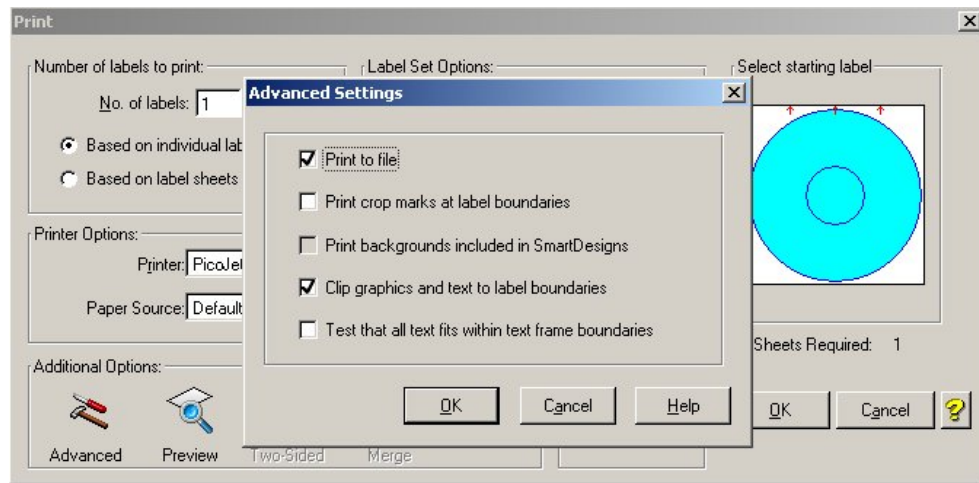 Print
Number of labels to print:
Label Set Options:
Select starting label
No. of labels: 1
Based on individual
Based on label sheets
Printer Options:
Printer:
Paper Source: Default
Sheets Required: 1
Additional Options:
Advanced
Preview
Two-Sided
Merge
OK
Cancel
?
Advanced Settings
Print to file
Print crop marks at label boundaries
Print backgrounds included in SmartDesigns
Clip graphics and text to label boundaries
Test that all text fits within text frame boundaries
OK
Cancel
Help